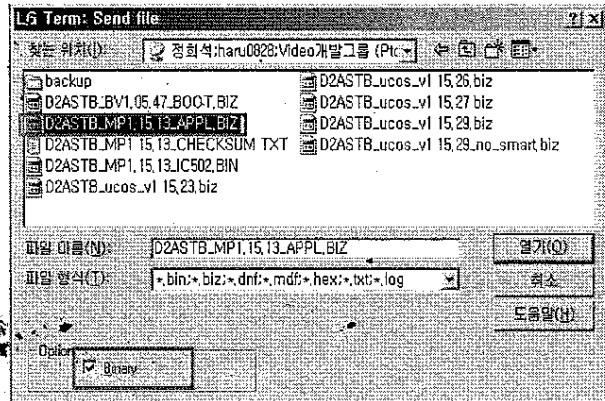 LG Term: Send file
찾는 위치(I):
정희석;haru0828;Video개발그룹 (Ptc
backup
D2ASTB_BV1,05,47_BOOT,BIZ
D2ASTB_MP1,15,13_APPL,BIZ
D2ASTB_MP1,15,13_CHECKSUM,TXT
D2ASTB_MP1,15,13_IC502,BIN
D2ASTB_ucos_v1 15,23,biz
D2ASTB_ucos_v1 15,26,biz
D2ASTB_ucos_v1 15,27 biz
D2ASTB_ucos_v1 15,29,biz
D2ASTB_ucos_v1 15,29_no_smart,biz
파일 이름(N):
D2ASTB_MP1,15,13_APPL,BIZ
열기(O)
파일 형식(T):
*,bin;*,biz;*,dnf;*,mdf;*,hex;*,txt;*,log
취소
도움말(H)
Option
Binary